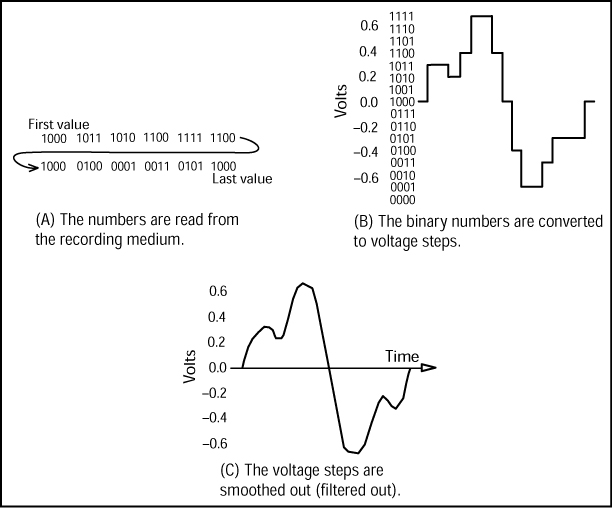 First value
1000 1011 1010 1100 1111 1100
1000 0100 0001 0011 0101 1000
Last value
(A) The numbers are read from
the recording medium.
Volts
0.6
0.4
0.2
0.0
–0.2
–0.4
–0.6
1111
1110
1101
1100
1011
1010
1001
1000
0111
0110
0101
0100
0011
0010
0001
0000
(B) The binary numbers are converted
to voltage steps.
Volts
0.6
0.4
0.2
0.0
–0.2
–0.4
–0.6
Time
(C) The voltage steps are
smoothed out (filtered out).